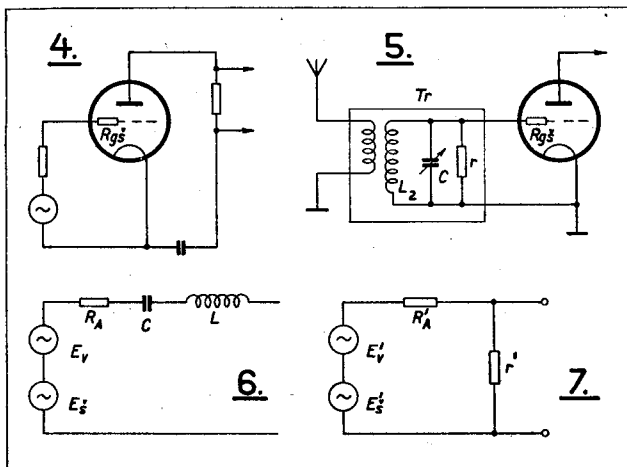 4.
Rgš
5.
Tr
L2
C
r
Rgš
RA
C
L
Ev
Eš
6.
R'A
E'v
E'š
r'
7.